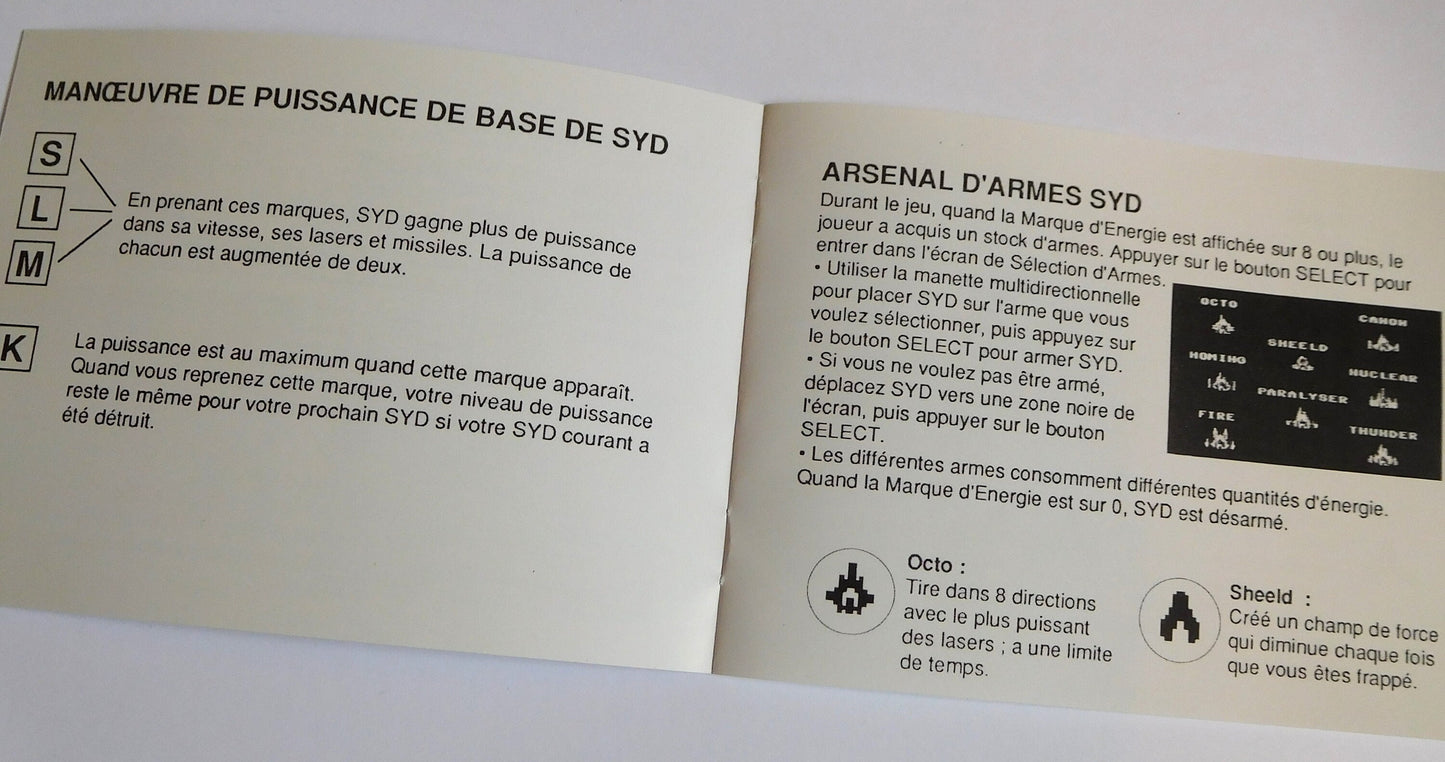 MANŒUVRE DE PUISSANCE DE BASE DE SYD
S
L
M
En prenant ces marques, SYD gagne plus de puissance
dans sa vitesse, ses lasers et missiles. La puissance de
chacun est augmentée de deux.
K
La puissance est au maximum quand cette marque apparaît.
Quand vous reprenez cette marque, votre niveau de puissance
reste le même pour votre prochain SYD si votre SYD courant a
été détruit.
ARSENAL D'ARMES SYD
Durant le jeu, quand la Marque d'Energie est affichée sur 8 ou plus, le
joueur a acquis un stock d'armes. Appuyer sur le bouton SELECT pour
entrer dans l'écran de Sélection d'Armes.
• Utiliser la manette multidirectionnelle
pour placer SYD sur l'arme que vous
voulez sélectionner, puis appuyez sur
le bouton SELECT pour armer SYD.
• Si vous ne voulez pas être armé,
déplacez SYD vers une zone noire de
l'écran, puis appuyer sur le bouton
SELECT.
• Les différentes armes consomment différentes quantités d'énergie.
Quand la Marque d'Energie est sur 0, SYD est désarmé.
OCTO
CANON
SHEELD
HOMING
NUCLEAR
PARALYSER
FIRE
THUNDER
Octo :
Tire dans 8 directions
avec le plus puissant
des lasers ; a une limite
de temps.
Sheeld :
Créé un champ de force
qui diminue chaque fois
que vous êtes frappé.